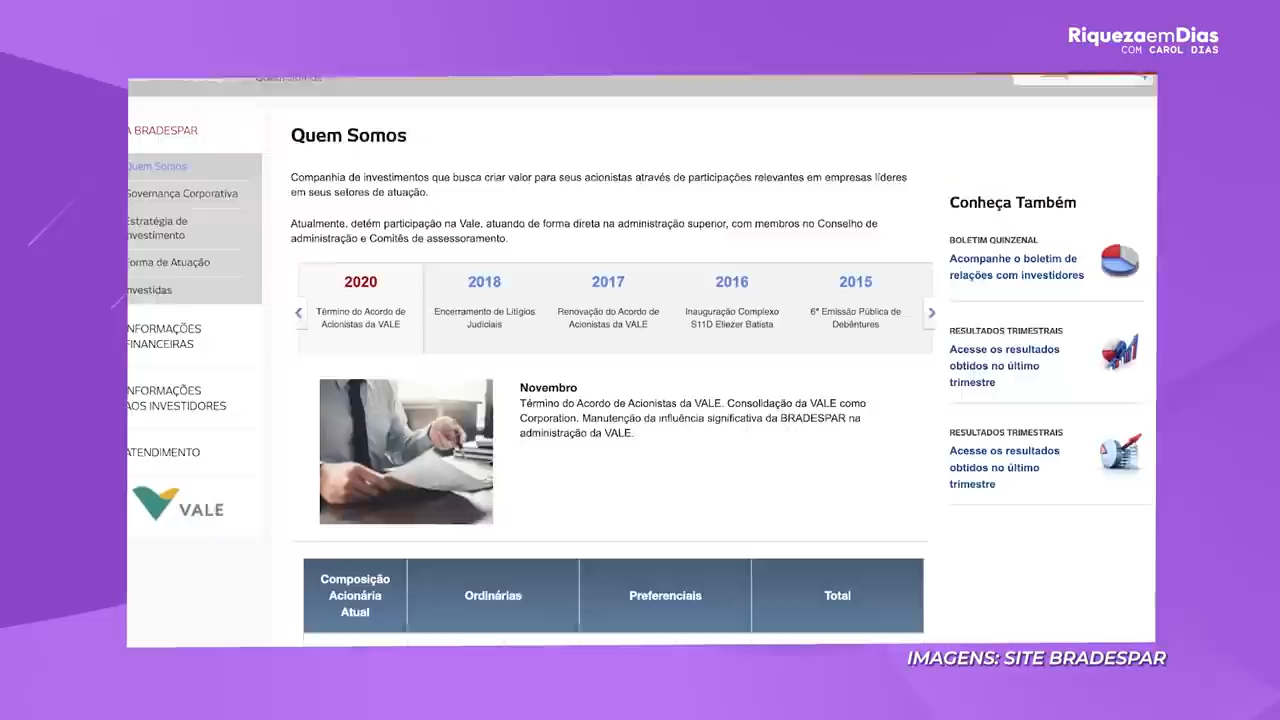 RiquezaemDias
COM CAROL DIAS
A BRADESPAR
Quem Somos
Governança Corporativa
Estratégia de
nvestimento
Forma de Atuação
nvestidas
NFORMAÇÕES
FINANCEIRAS
NFORMAÇÕES
AOS INVESTIDORES
ATENDIMENTO
VALE
Quem Somos
Companhia de investimentos que busca criar valor para seus acionistas através de participações relevantes em empresas líderes
em seus setores de atuação.
Atualmente, detém participação na Vale, atuando de forma direta na administração superior, com membros no Conselho de
administração e Comitês de assessoramento.
2020
Término do Acordo de
Acionistas da VALE
2018
Encerramento de Litígios
Judiciais
2017
Renovação do Acordo de
Acionistas da VALE
2016
Inauguração Complexo
S11D Eliezer Batista
2015
6ª Emissão Pública de
Debêntures
Novembro
Término do Acordo de Acionistas da VALE. Consolidação da VALE como
Corporation. Manutenção da influência significativa da BRADESPAR na
administração da VALE.
Composição
Acionária
Atual
Ordinárias
Preferenciais
Total
Conheça Também
BOLETIM QUINZENAL
Acompanhe o boletim de
relações com investidores
RESULTADOS TRIMESTRAIS
Acesse os resultados
obtidos no último
trimestre
RESULTADOS TRIMESTRAIS
Acesse os resultados
obtidos no último
trimestre
IMAGENS: SITE BRADESPAR